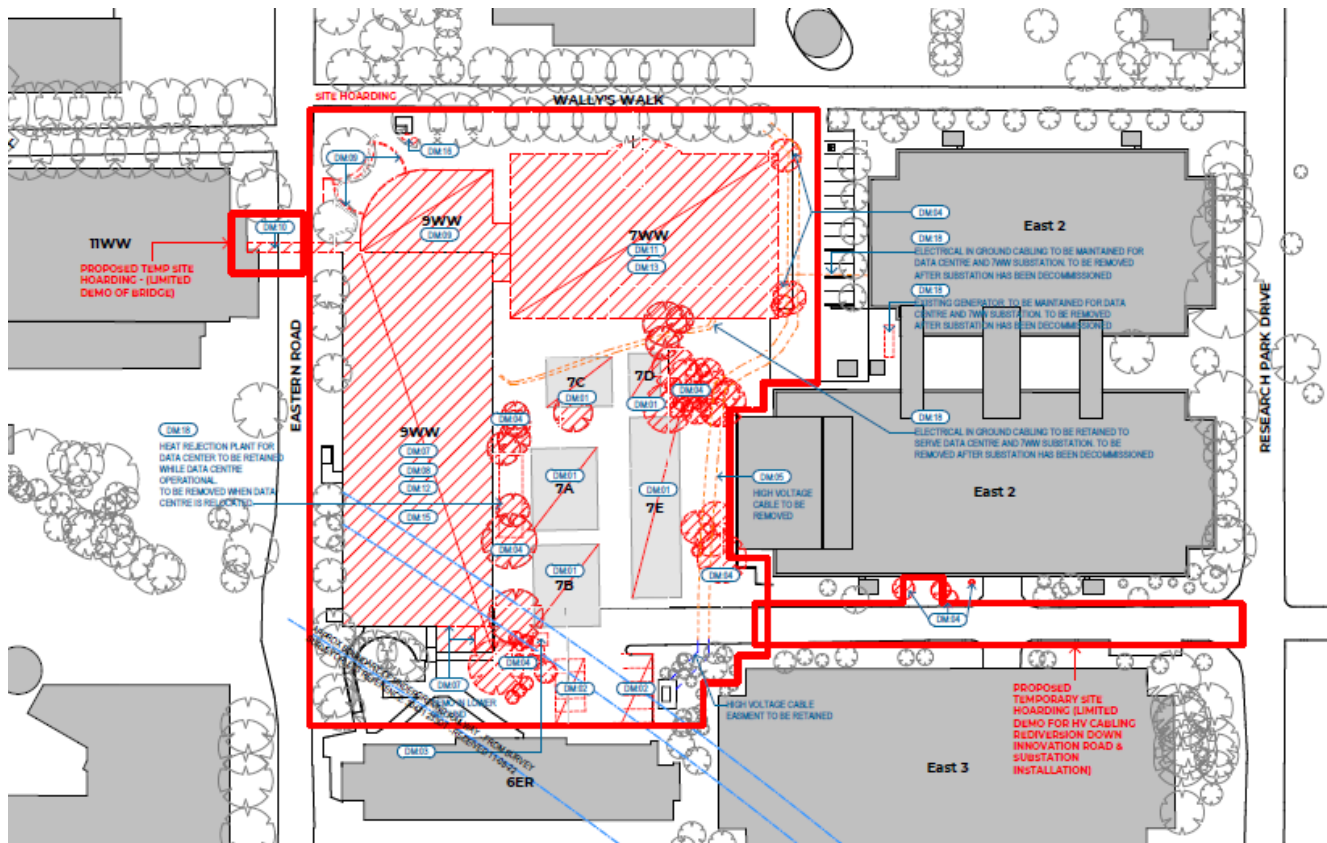 SITE HOARDING
WALLY'S WALK
DM:16
DM:09
DM:10
11WW
PROPOSED TEMP SITE
HOARDING - (LIMITED
DEMO OF BRIDGE)
EASTERN ROAD
9WW
DM:09
7WW
DM:11
DM:13
East 2
DM:04
DM:18
ELECTRICAL IN GROUND CABLING TO BE MAINTAINED FOR
DATA CENTRE AND 7WW SUBSTATION. TO BE REMOVED
AFTER SUBSTATION HAS BEEN DECOMMISSIONED
DM:18
EXISTING GENERATOR TO BE MAINTAINED FOR DATA
CENTRE AND 7WW SUBSTATION. TO BE REMOVED
AFTER SUBSTATION HAS BEEN DECOMMISSIONED
RESEARCH PARK DRIVE
7C
DM:01
7D
DM:01
DM:04
DM:04
DM:18
HEAT REJECTION PLANT FOR
DATA CENTER TO BE RETAINED
WHILE DATA CENTRE
OPERATIONAL.
TO BE REMOVED WHEN DATA
CENTRE IS RELOCATED
9WW
DM:07
DM:08
DM:12
DM:15
DM:01
7A
DM:01
7E
DM:18
ELECTRICAL IN GROUND CABLING TO BE RETAINED TO
SERVE DATA CENTRE AND 7WW SUBSTATION. TO BE
REMOVED AFTER SUBSTATION HAS BEEN DECOMMISSIONED
DM:05
HIGH VOLTAGE
CABLE TO BE
REMOVED
East 2
DM:04
DM:01
7B
DM:04
DM:04
DM:04
DM:07
DEMO IN LOWER
DM:02
DM:02
DM:03
HIGH VOLTAGE CABLE
EASMENT TO BE RETAINED
6ER
East 3
PROPOSED
TEMPORARY SITE
HOARDING (LIMITED
DEMO FOR HV CABLING
REDIVERSION DOWN
INNOVATION ROAD &
SUBSTATION
INSTALLATION)